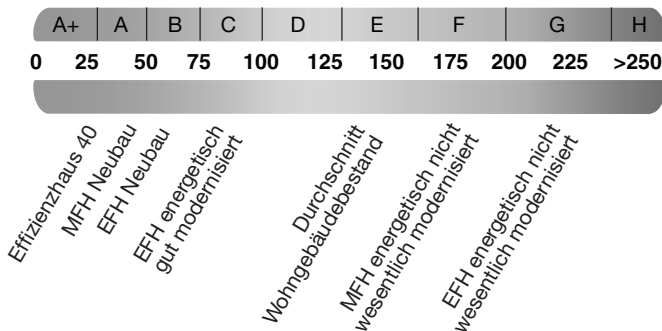 A+ A B C D E F G H
0 25 50 75 100 125 150 175 200 225 >250
Effizienzhaus 40
MFH Neubau
EFH Neubau
EFH energetisch
gut modernisiert
Durchschnitt
Wohngebäudebestand
MFH energetisch nicht
wesentlich modernisiert
EFH energetisch nicht
wesentlich modernisiert